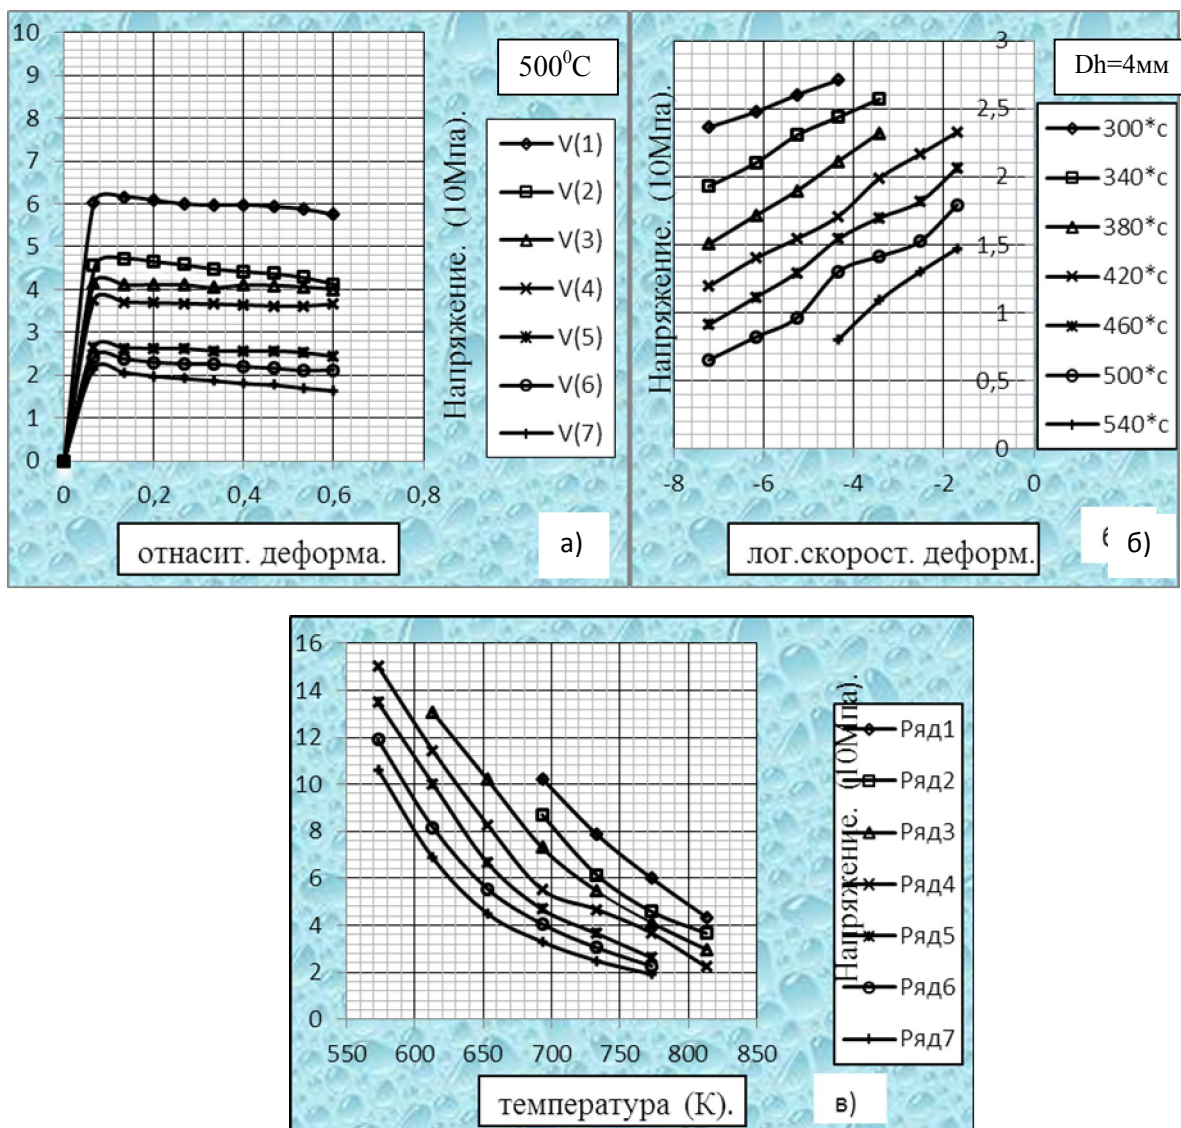 10
9
8
7
6
5
4
3
2
1
0
0
0,2
0,4
0,6
0,8
500⁰C
Напряжение. (10Мпа).
V(1)
V(2)
V(3)
V(4)
V(5)
V(6)
V(7)
отнасит. деформа.
а)
3
2,5
2
1,5
1
0,5
0
-8
-6
-4
-2
0
Dh=4мм
Напряжение. (10Мпа).
300*с
340*с
380*с
420*с
460*с
500*с
540*с
лог.скорост. деформ.
б)
16
14
12
10
8
6
4
2
0
550
600
650
700
750
800
850
Напряжение. (10Мпа).
Ряд1
Ряд2
Ряд3
Ряд4
Ряд5
Ряд6
Ряд7
температура (К).
в)